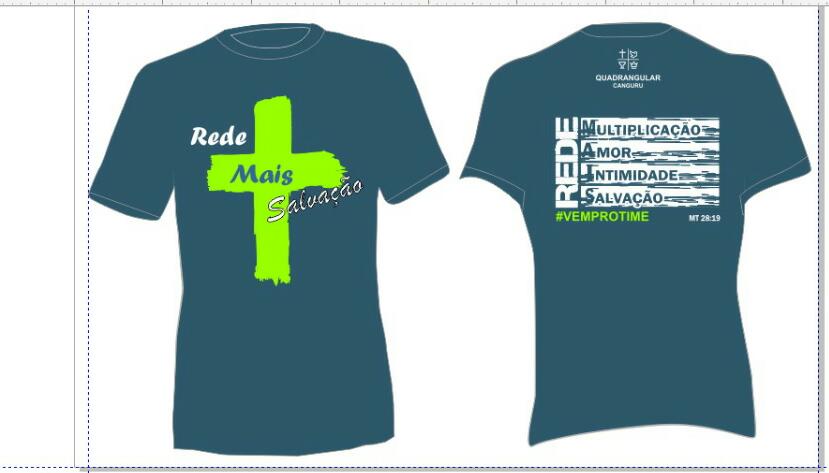 Rede
Mais
Salvação
QUADRANGULAR
CANGURU
REDE
MULTIPLICAÇÃO
AMOR
INTIMIDADE
SALVAÇÃO
#VEMPROTIME
MT 28:19